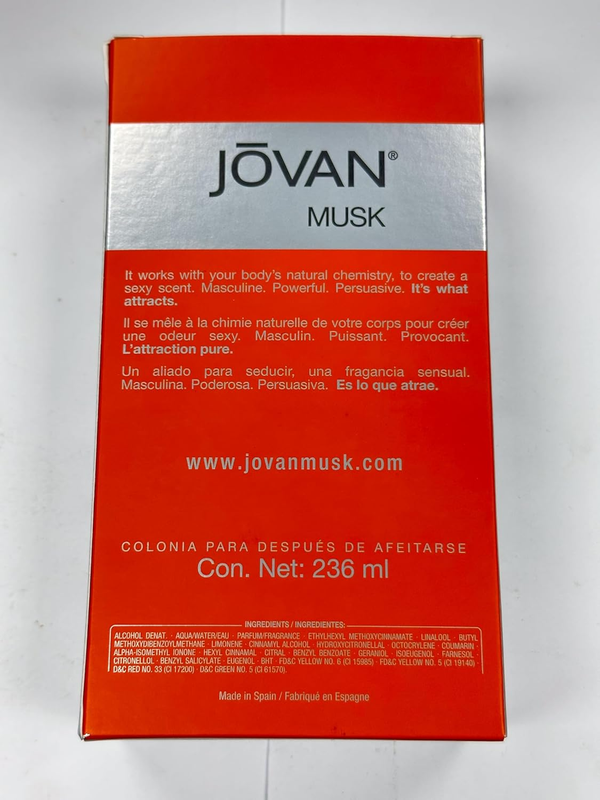 JŌVAN®
MUSK
It works with your body's natural chemistry, to create a
sexy scent. Masculine. Powerful. Persuasive. It's what
attracts.
Il se mêle à la chimie naturelle de votre corps pour créer
une odeur sexy. Masculin. Puissant. Provocant.
L'attraction pure.
Un aliado para seducir, una fragancia sensual.
Masculina. Poderosa. Persuasiva. Es lo que atrae.
www.jovanmusk.com
COLONIA PARA DESPUÉS DE AFEITARSE
Con. Net: 236 ml
INGREDIENTS / INGREDIENTES:
ALCOHOL DENAT. · AQUA/WATER/EAU · PARFUM/FRAGRANCE · ETHYLHEXYL METHOXYCINNAMATE · LINALOOL · BUTYL
METHOXYDIBENZOYLMETHANE · LIMONENE · CINNAMYL ALCOHOL · HYDROXYCITRONELLAL · OCTOCRYLENE · COUMARIN ·
ALPHA-ISOMETHYL IONONE · HEXYL CINNAMAL · CITRAL · BENZYL BENZOATE · GERANIOL · ISOEUGENOL · FARNESOL ·
CITRONELLOL · BENZYL SALICYLATE · EUGENOL · BHT · FD&C YELLOW NO. 6 (CI 15985) · FD&C YELLOW NO. 5 (CI 19140) ·
D&C RED NO. 33 (CI 17200) · D&C GREEN NO. 5 (CI 61570).
Made in Spain / Fabriqué en Espagne